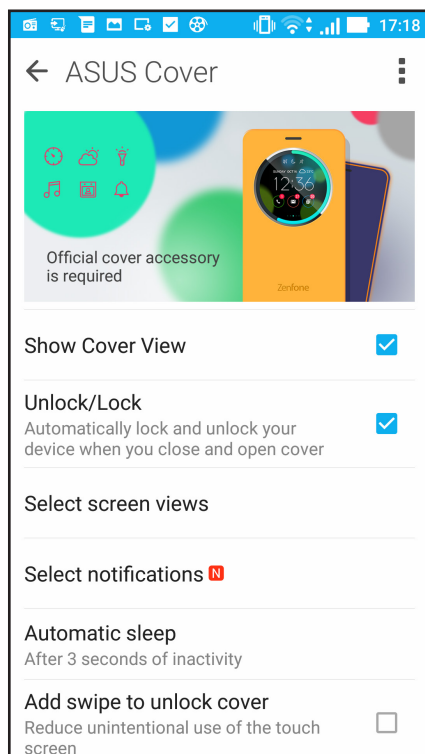 17:18
ASUS Cover
12:36
Official cover accessory
is required
Zenfone
Show Cover View
Unlock/Lock
Automatically lock and unlock your
device when you close and open cover
Select screen views
Select notifications N
Automatic sleep
After 3 seconds of inactivity
Add swipe to unlock cover
Reduce unintentional use of the touch
screen